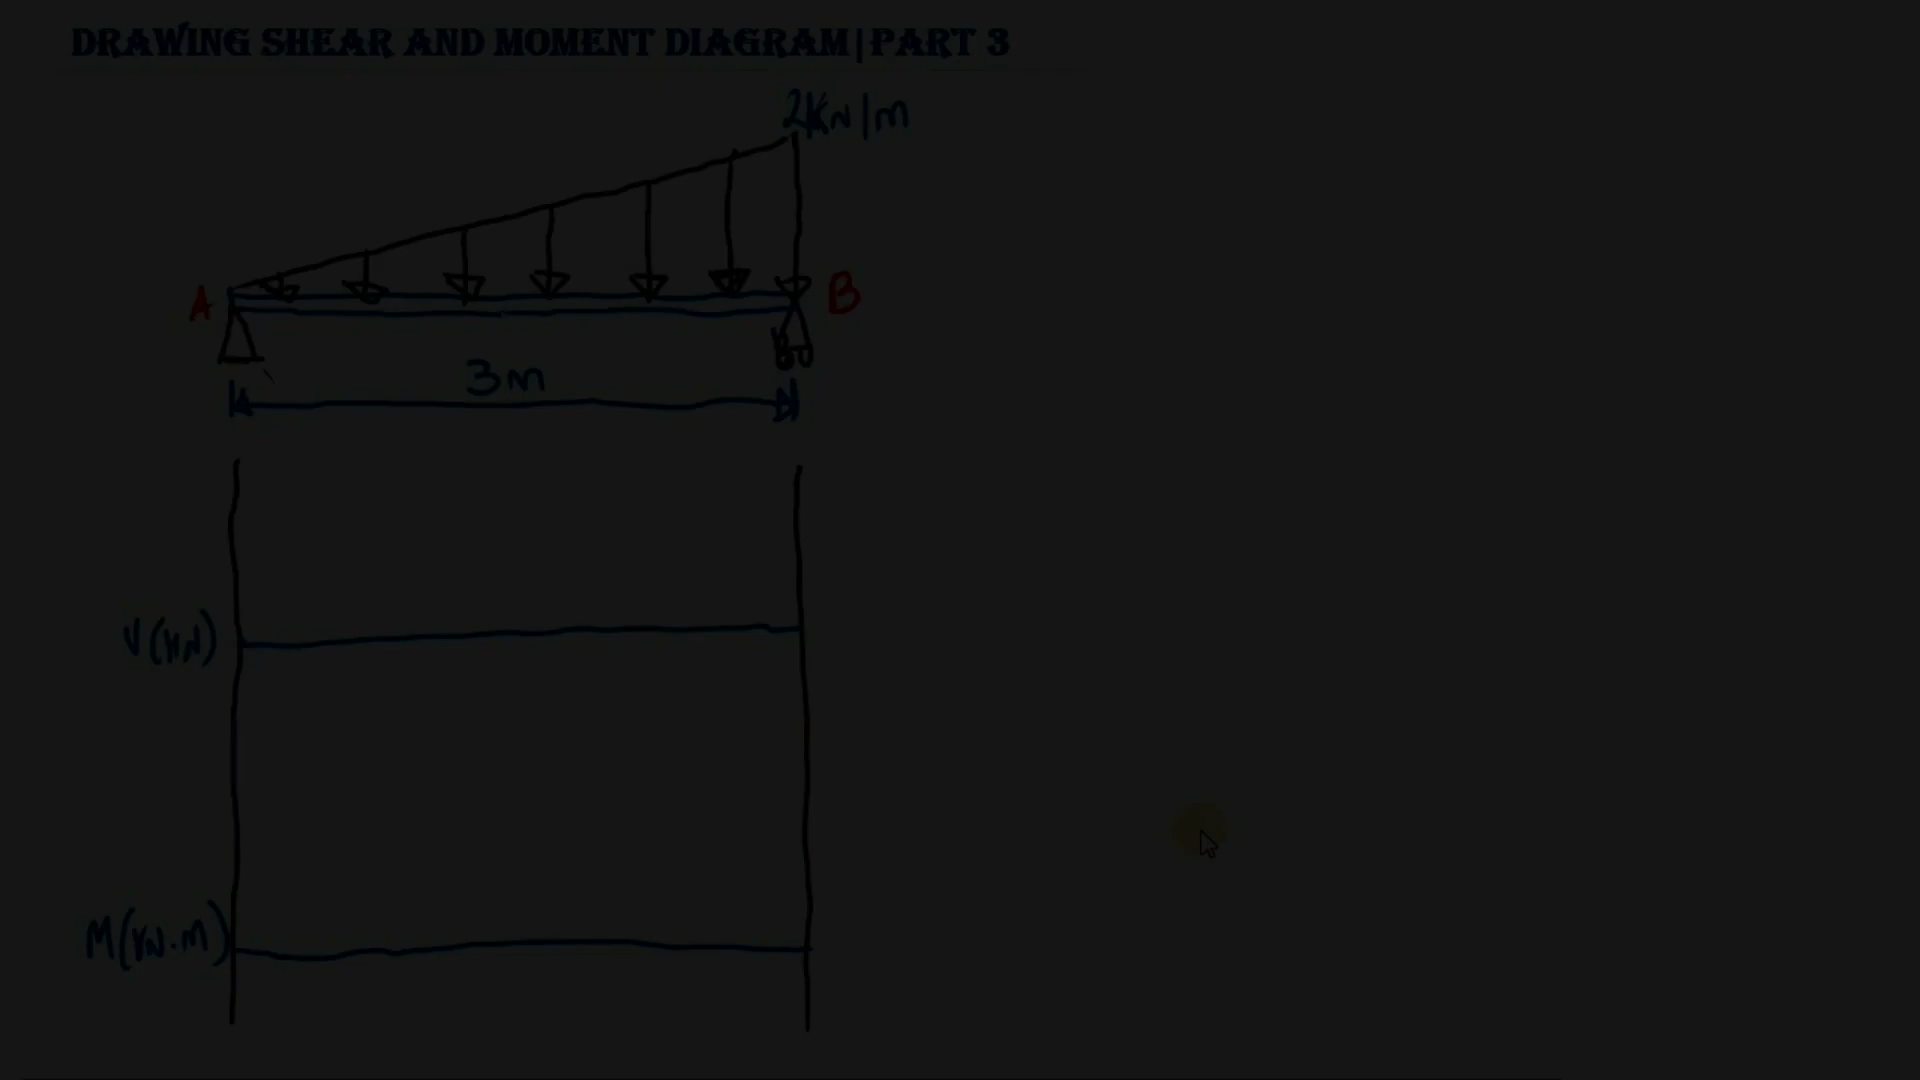 DRAWING SHEAR AND MOMENT DIAGRAM|PART 3
2KN/m
A
B
3m
V(KN)
M(KN.m)